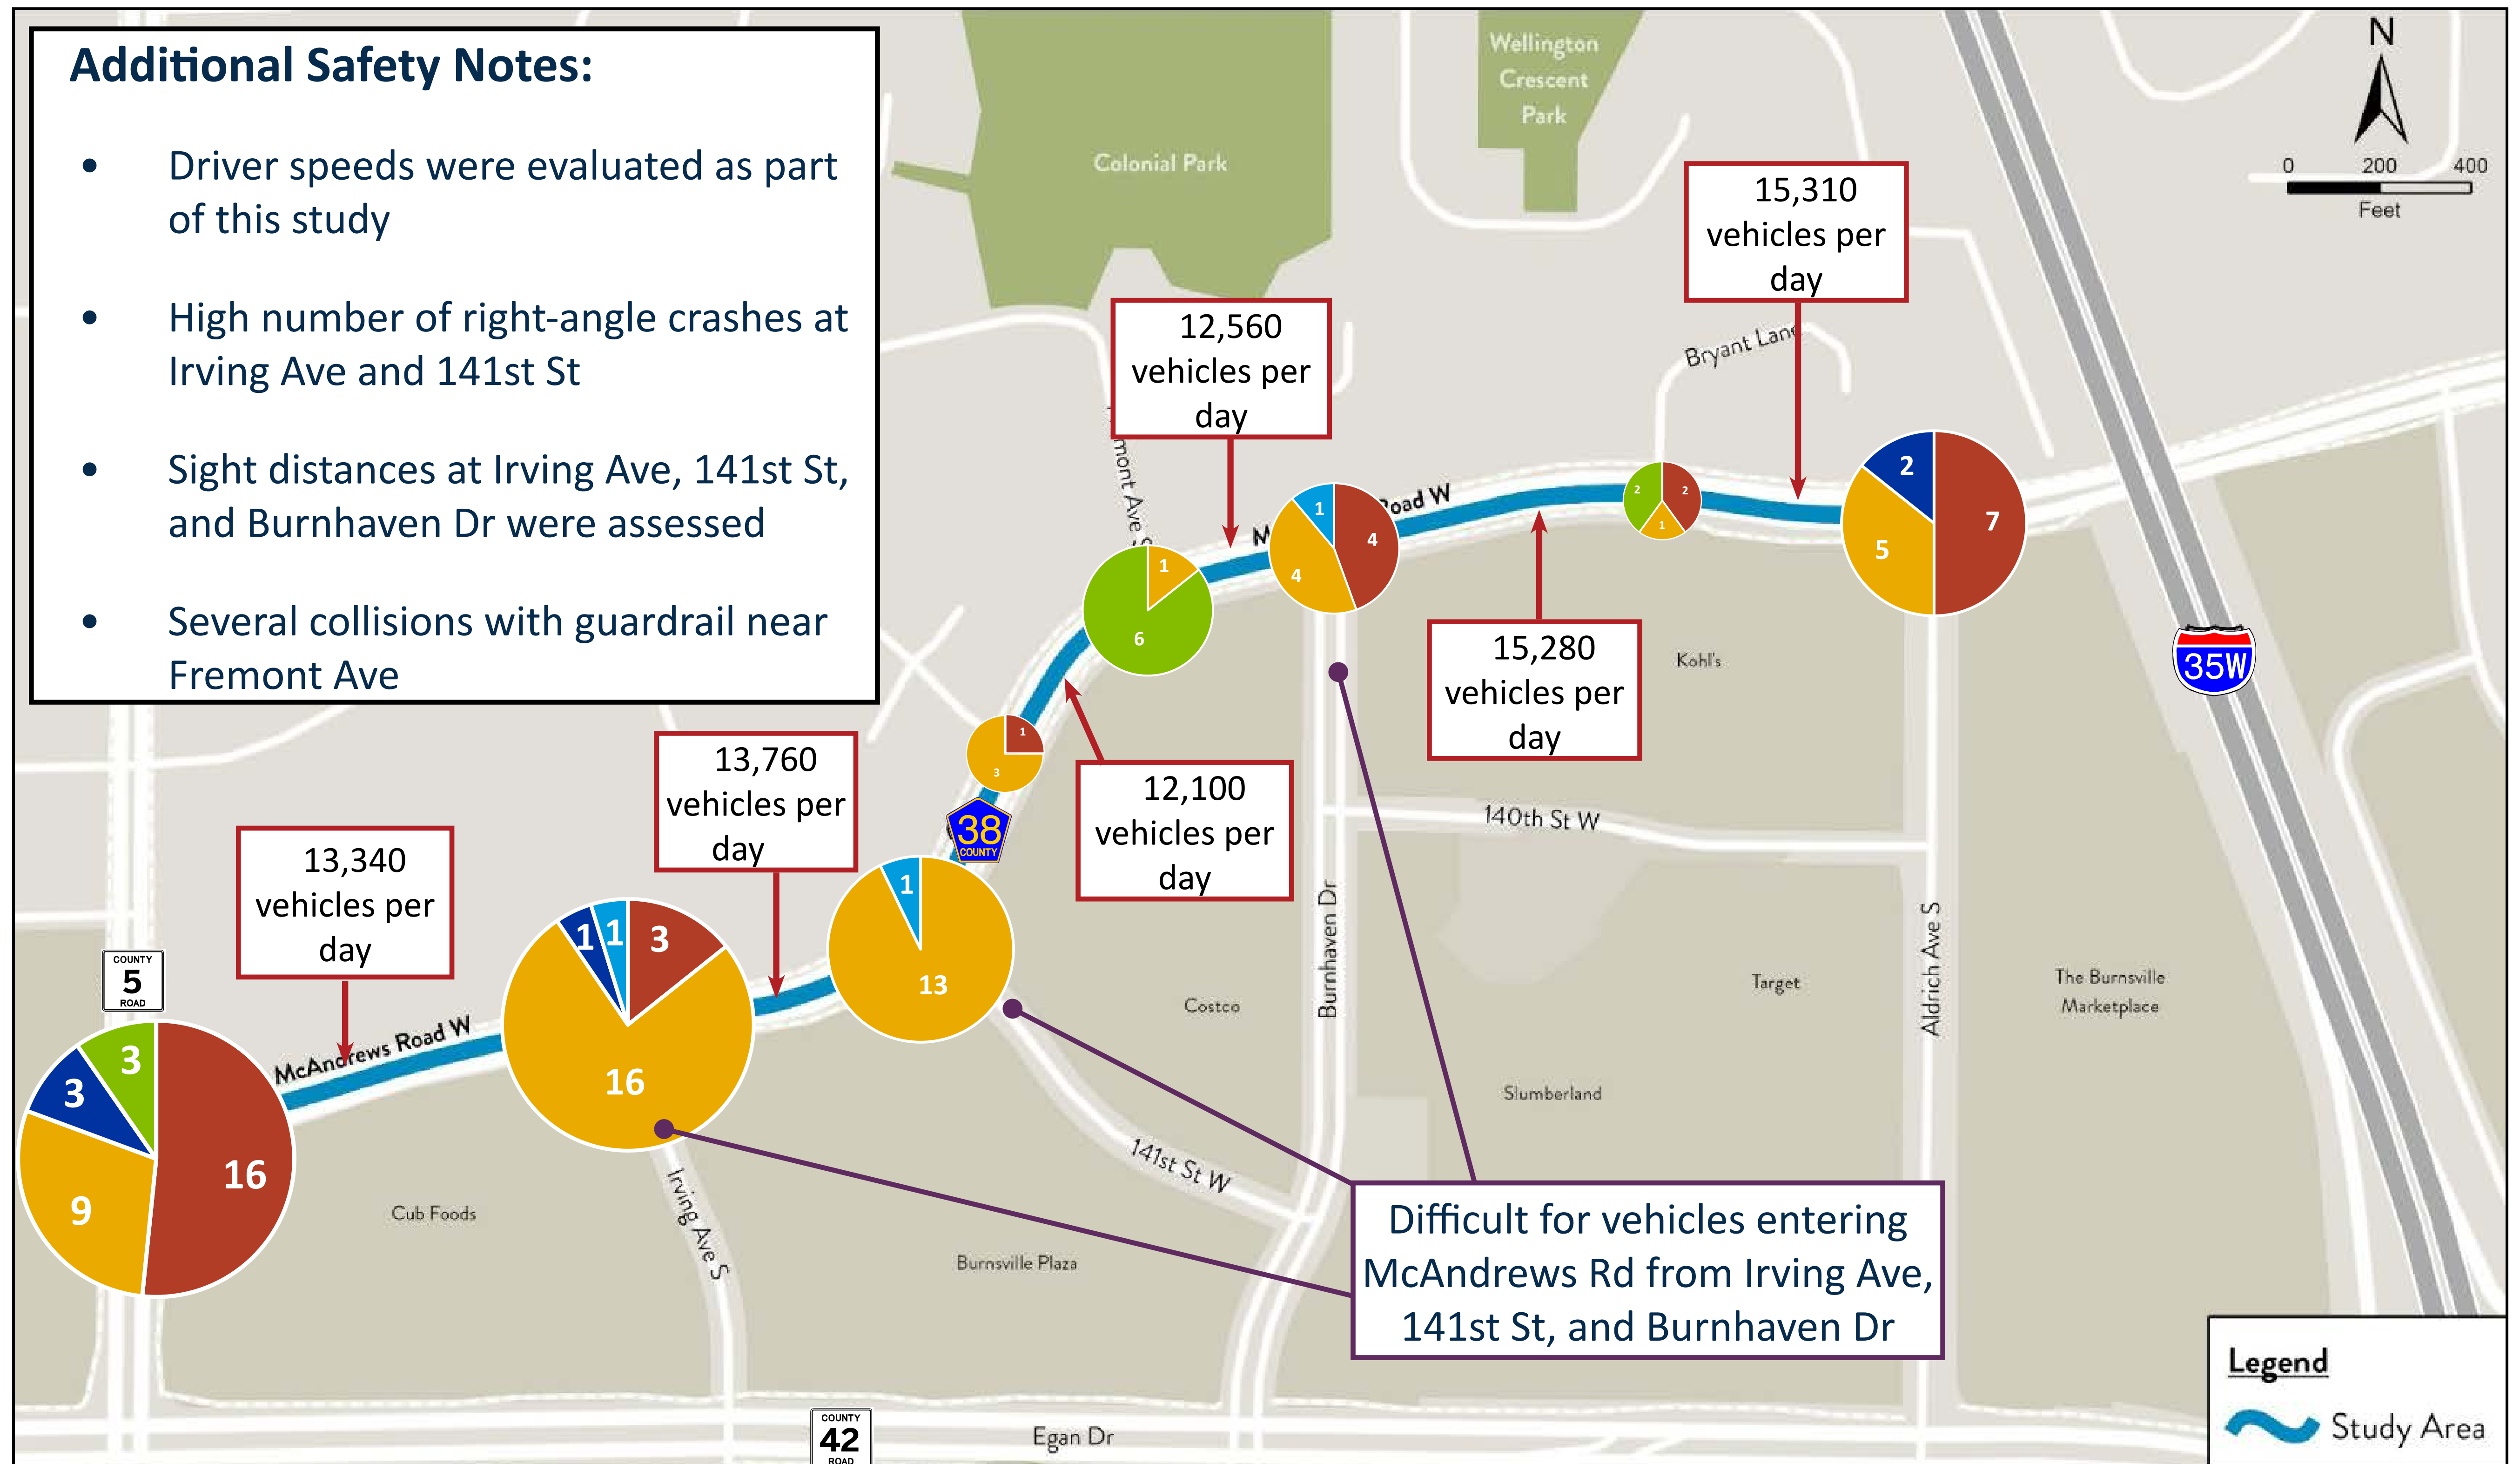 Additional Safety Notes:
• Driver speeds were evaluated as part
of this study
• High number of right-angle crashes at
Irving Ave and 141st St
• Sight distances at Irving Ave, 141st St,
and Burnhaven Dr were assessed
• Several collisions with guardrail near
Fremont Ave
Colonial Park
Wellington
Crescent
Park
N
0 200 400
Feet
15,310
vehicles per
day
12,560
vehicles per
day
Bryant Lane
mont Ave S
Road W
2
7
5
2
2
1
1
4
4
1
6
15,280
vehicles per
day
Kohl's
35W
1
3
12,100
vehicles per
day
13,760
vehicles per
day
38
COUNTY
140th St W
13,340
vehicles per
day
1
13
1
1
3
16
COUNTY
5
ROAD
McAndrews Road W
3
3
16
9
Costco
Burnhaven Dr
Target
Aldrich Ave S
The Burnsville
Marketplace
Slumberland
141st St W
Cub Foods
Irving Ave S
Burnsville Plaza
Difficult for vehicles entering
McAndrews Rd from Irving Ave,
141st St, and Burnhaven Dr
COUNTY
42
ROAD
Egan Dr
Legend
Study Area